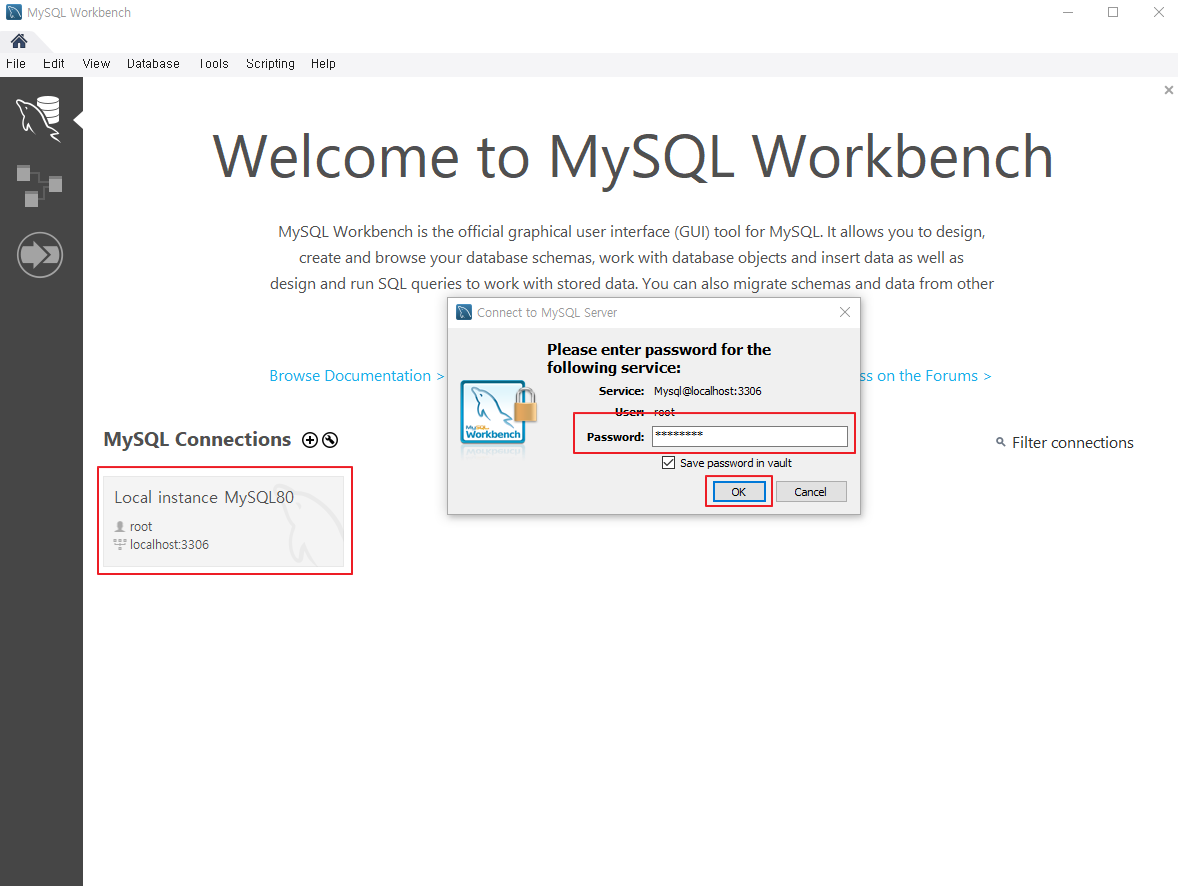 MySQL Workbench
File Edit View Database Tools Scripting Help
Welcome to MySQL Workbench
MySQL Workbench is the official graphical user interface (GUI) tool for MySQL. It allows you to design,
create and browse your database schemas, work with database objects and insert data as well as
design and run SQL queries to work with stored data. You can also migrate schemas and data from other
Connect to MySQL Server
Please enter password for the
following service:
Service: Mysql@localhost:3306
User: root
Password: ********
Save password in vault
OK Cancel
MySQL
Workbench
Browse Documentation > ss on the Forums >
MySQL Connections
Filter connections
Local instance MySQL80
root
localhost:3306